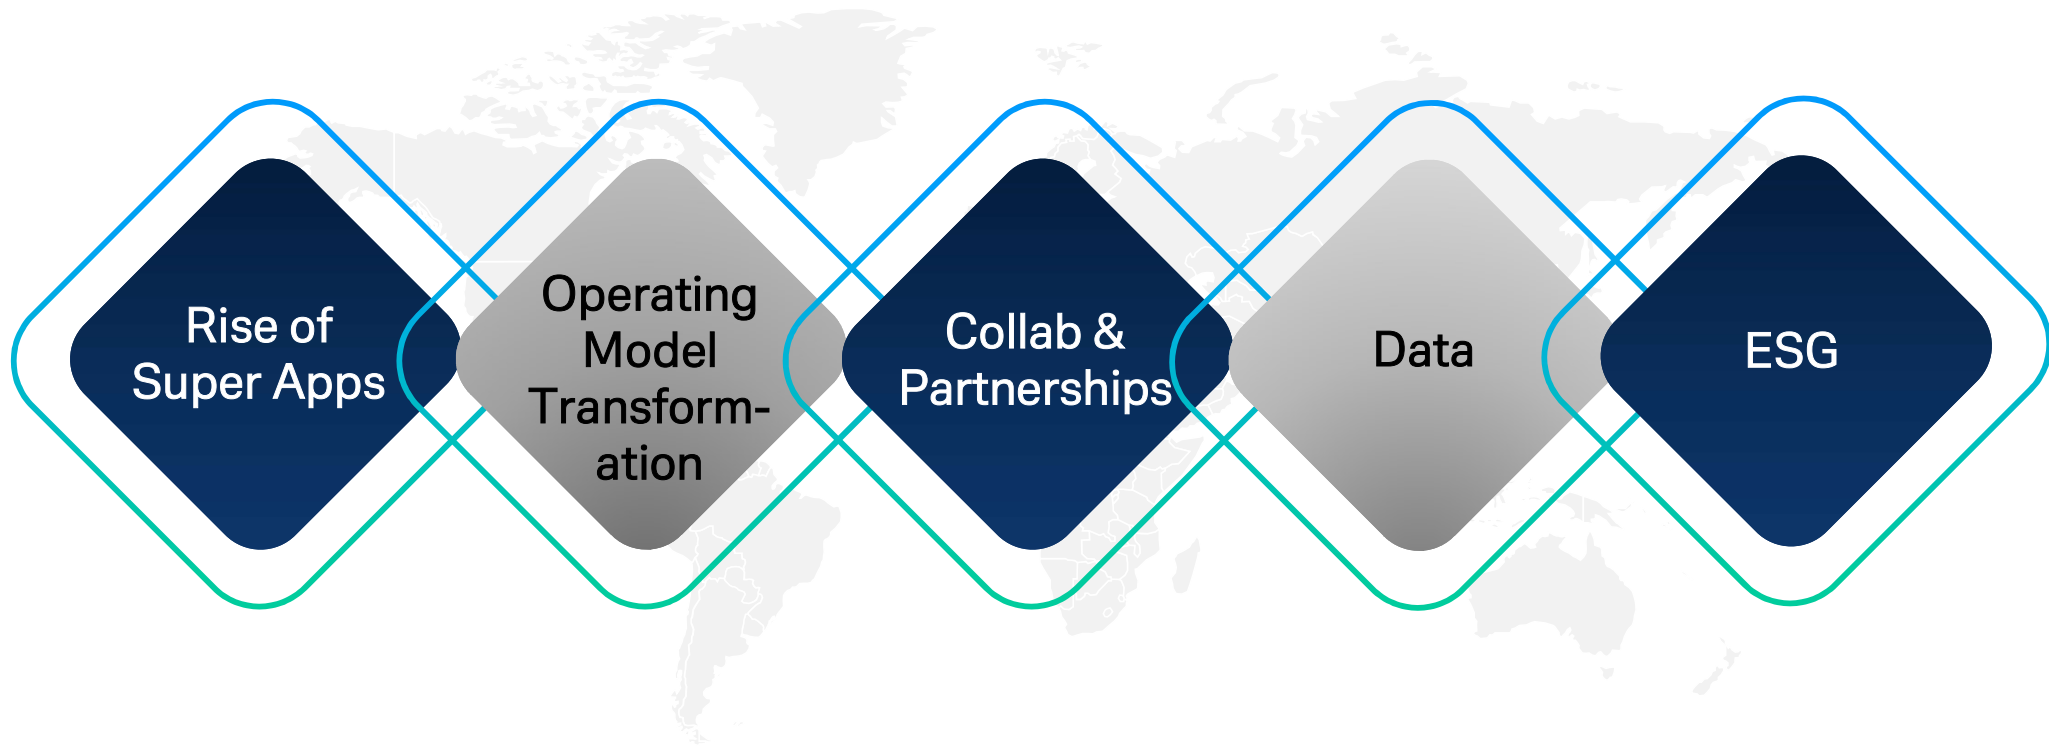 Rise of
Super Apps
Operating
Model
Transform-
ation
Collab &
Partnerships
Data
ESG